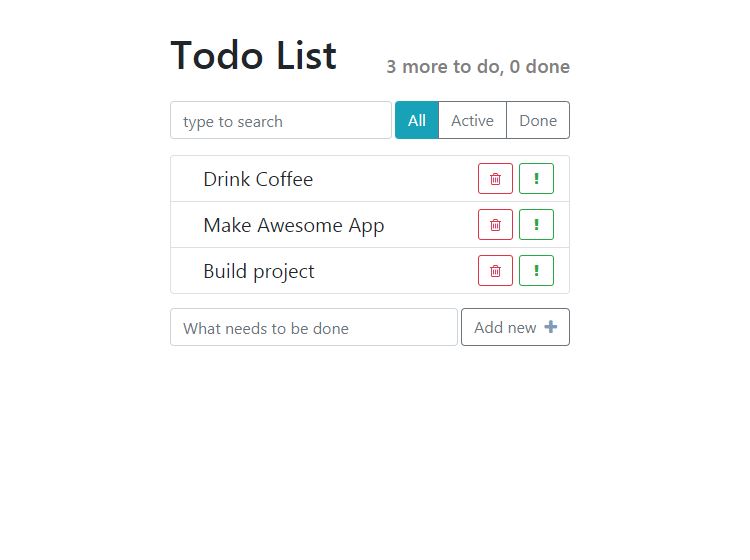 Todo List
3 more to do, 0 done
type to search
All Active Done
Drink Coffee
Make Awesome App
Build project
What needs to be done
Add new